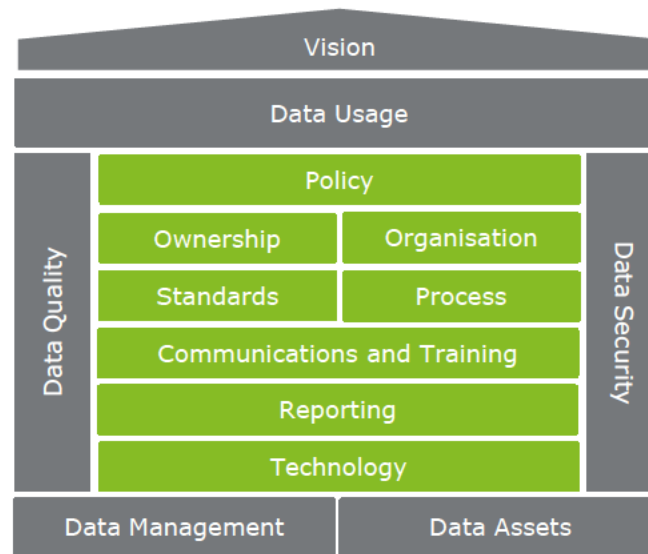 Vision
Data Usage
Data Quality
Policy
Ownership
Organisation
Standards
Process
Communications and Training
Reporting
Technology
Data Security
Data Management
Data Assets